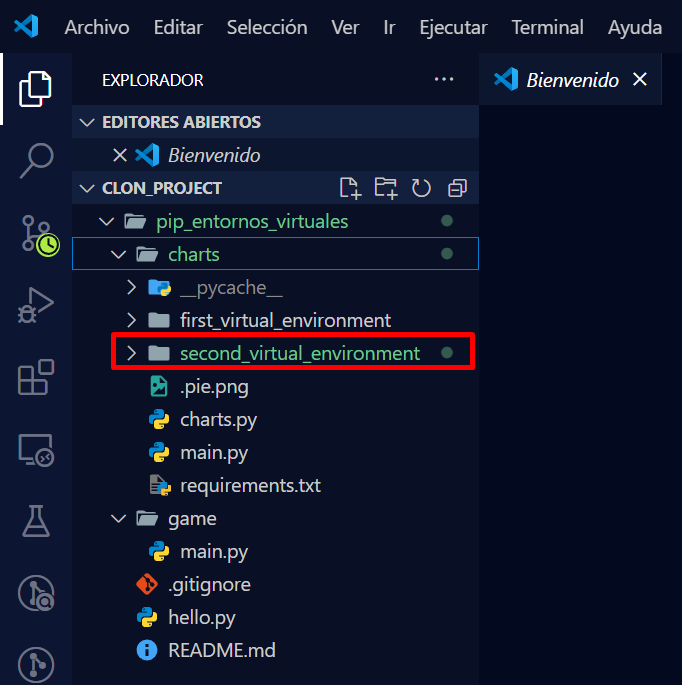 Archivo Editar Selección Ver Ir Ejecutar Terminal Ayuda
EXPLORADOR
Bienvenido
EDITORES ABIERTOS
Bienvenido
CLON_PROJECT
pip_entornos_virtuales
charts
__pycache__
first_virtual_environment
second_virtual_environment
.pie.png
charts.py
main.py
requirements.txt
game
main.py
.gitignore
hello.py
README.md